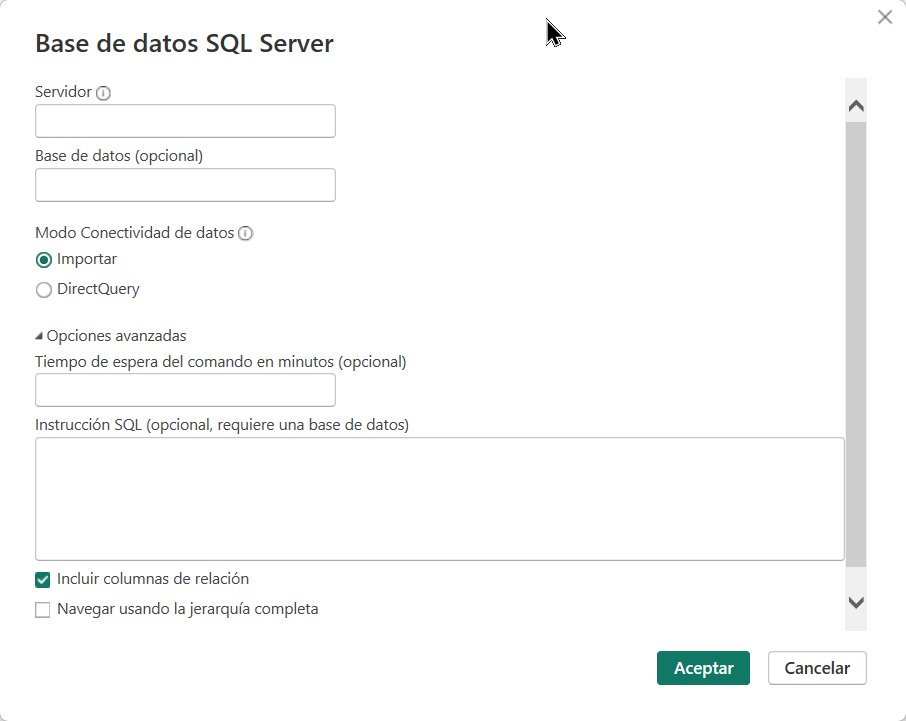 Base de datos SQL Server
Servidor
Base de datos (opcional)
Modo Conectividad de datos
Importar
DirectQuery
Opciones avanzadas
Tiempo de espera del comando en minutos (opcional)
Instrucción SQL (opcional, requiere una base de datos)
Incluir columnas de relación
Navegar usando la jerarquía completa
Aceptar
Cancelar